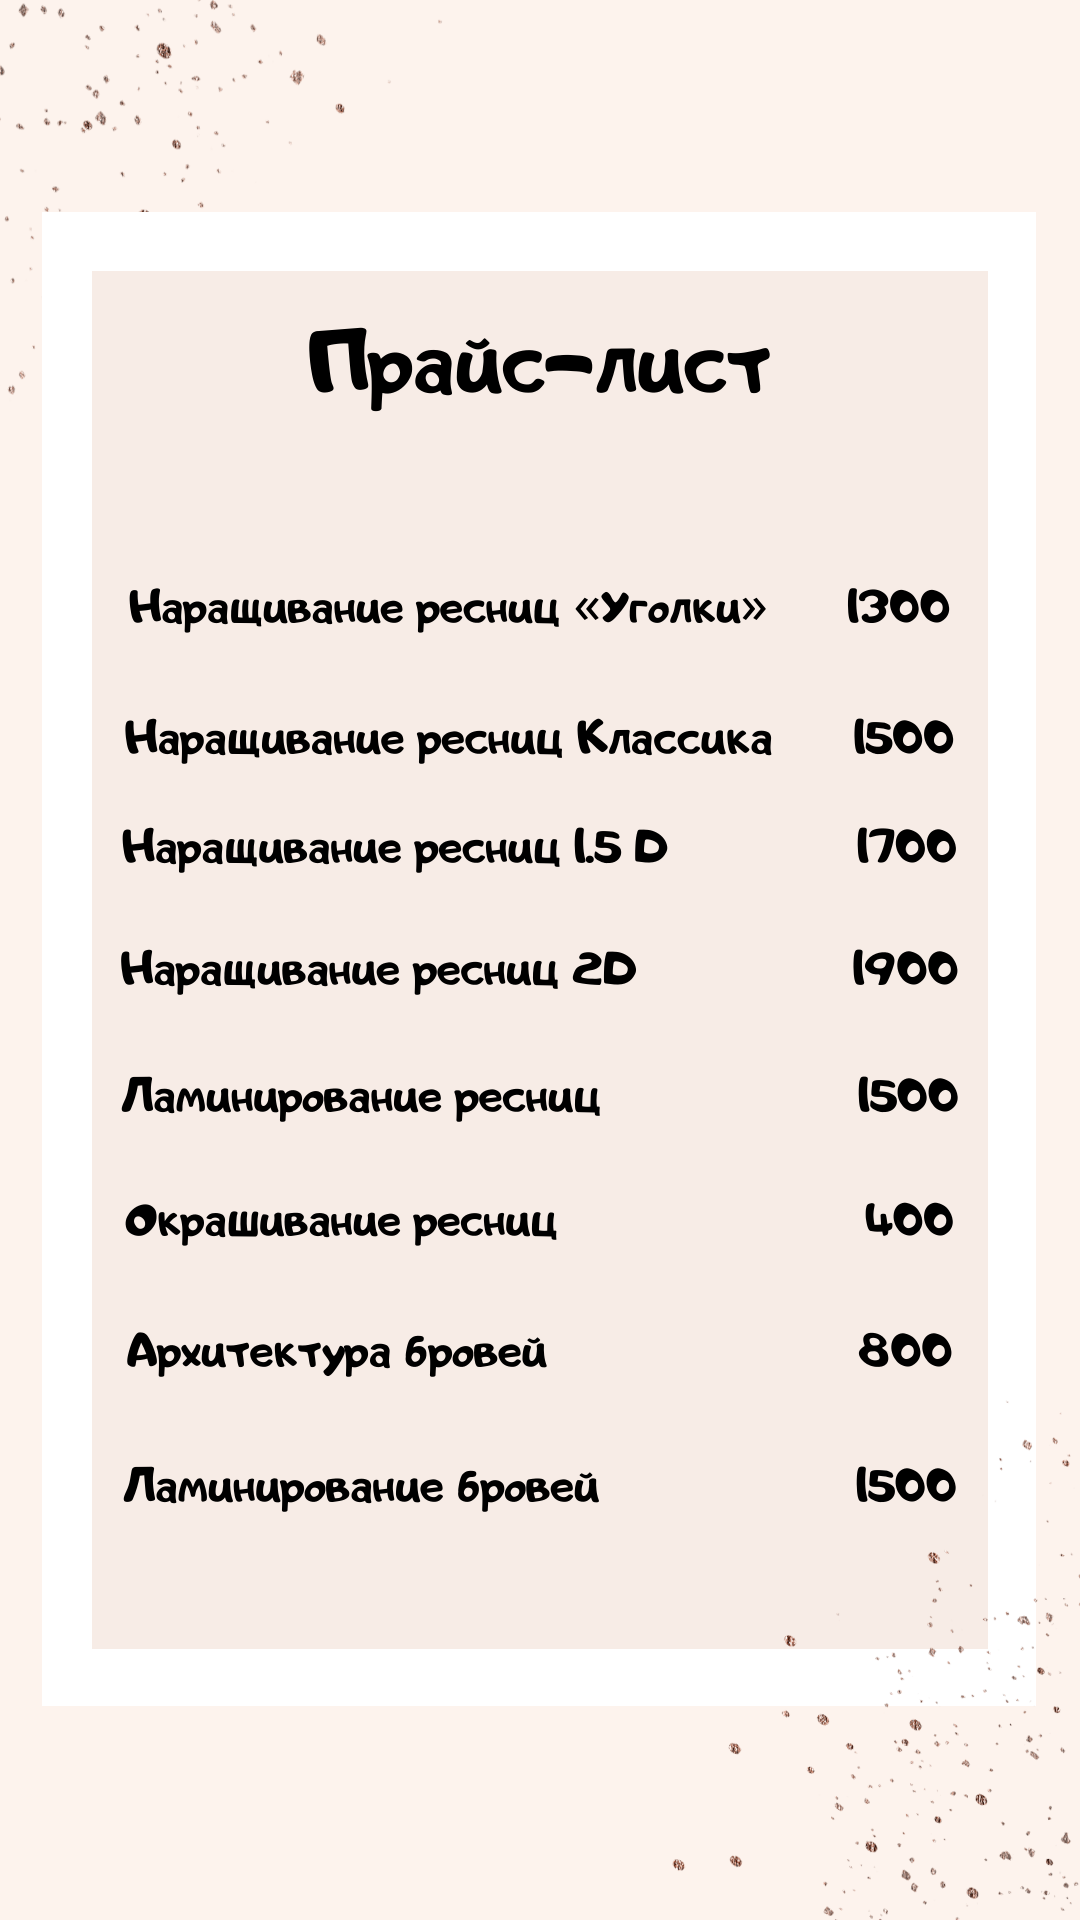 Прайс-лист
Наращивание ресниц «Уголки» 1300
Наращивание ресниц Классика 1500
Наращивание ресниц 1.5 D 1700
Наращивание ресниц 2D 1900
Ламинирование ресниц 1500
Окрашивание ресниц 400
Архитектура бровей 800
Ламинирование бровей 1500